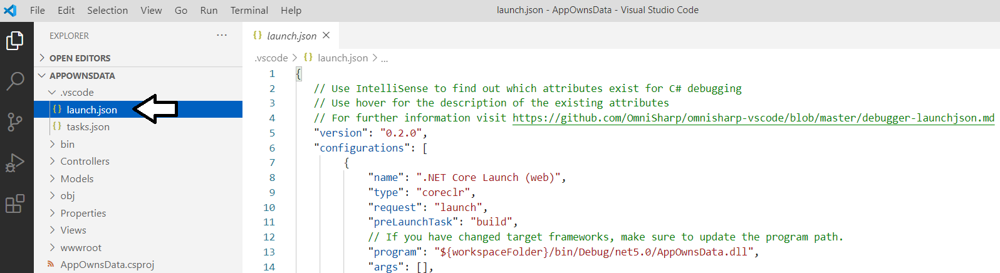 File Edit Selection View Go Run Terminal Help
launch.json - AppOwnsData - Visual Studio Code
EXPLORER ...
OPEN EDITORS
APPOWNSDATA
.vscode
{} launch.json
{} tasks.json
bin
Controllers
Models
obj
Properties
Views
wwwroot
AppOwnsData.csproj
{} launch.json ×
.vscode > {} launch.json > ...
1 {
2 // Use IntelliSense to find out which attributes exist for C# debugging
3 // Use hover for the description of the existing attributes
4 // For further information visit https://github.com/OmniSharp/omnisharp-vscode/blob/master/debugger-launchjson.md
5 "version": "0.2.0",
6 "configurations": [
7 {
8 "name": ".NET Core Launch (web)",
9 "type": "coreclr",
10 "request": "launch",
11 "preLaunchTask": "build",
12 // If you have changed target frameworks, make sure to update the program path.
13 "program": "${workspaceFolder}/bin/Debug/net5.0/AppOwnsData.dll",
14 "args": [],